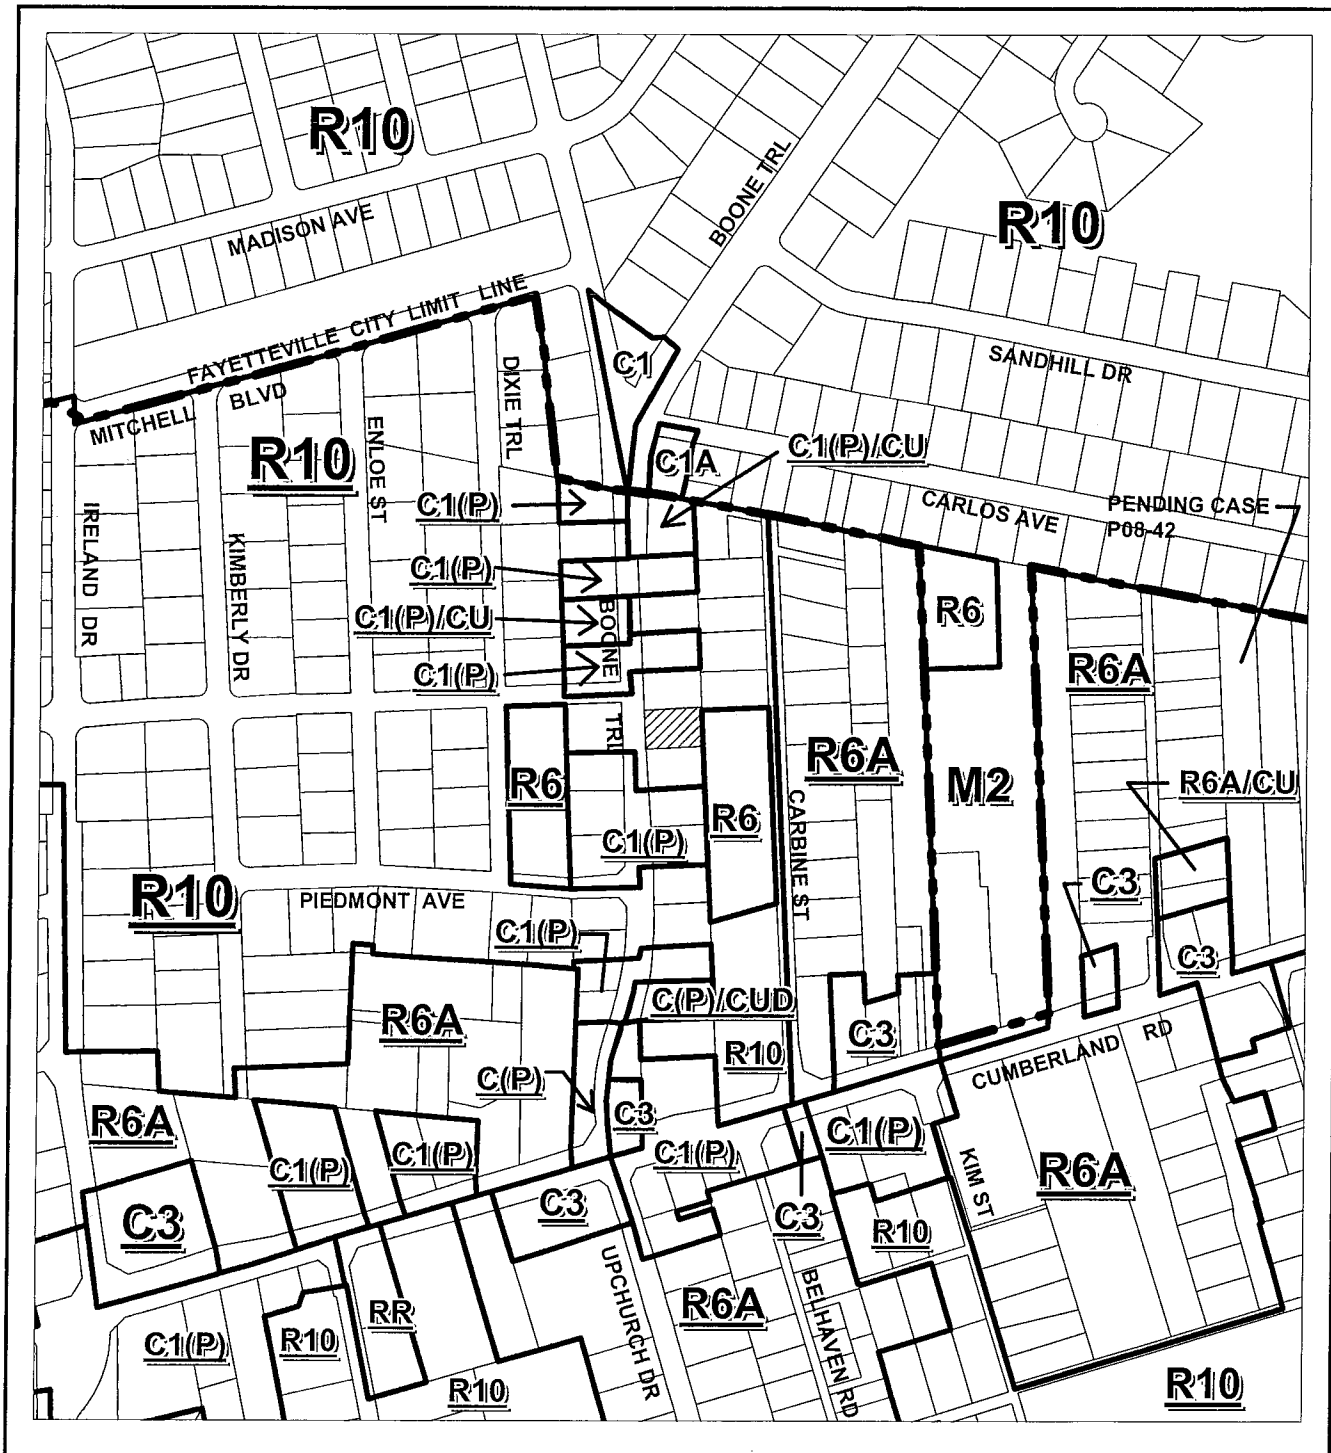 R10
MADISON AVE
BOONE TRL
R10
FAYETTEVILLE CITY LIMIT LINE
MITCHELL BLVD
SANDHILL DR
C1
DIXIE TRL
ENLOE ST
R10
C1A
C1(P)/CU
C1(P)
CARLOS AVE
PENDING CASE
P08-42
IRELAND DR
KIMBERLY DR
C1(P)
C1(P)/CU
BOONE TRL
C1(P)
R6
R6A
R6A
R6
M2
R6A/CU
R6
C1(P)
CARBINE ST
R10
PIEDMONT AVE
C3
C1(P)
C3
C(P)/CUD
R6A
C3
R10
CUMBERLAND RD
C(P)
C3
R6A
C1(P)
C1(P)
C1(P)
C1(P)
KIM ST
R6A
C3
C3
C3
R10
UPCHURCH DR
BELHAVEN RD
R6A
RR
C1(P)
R10
R10
R10